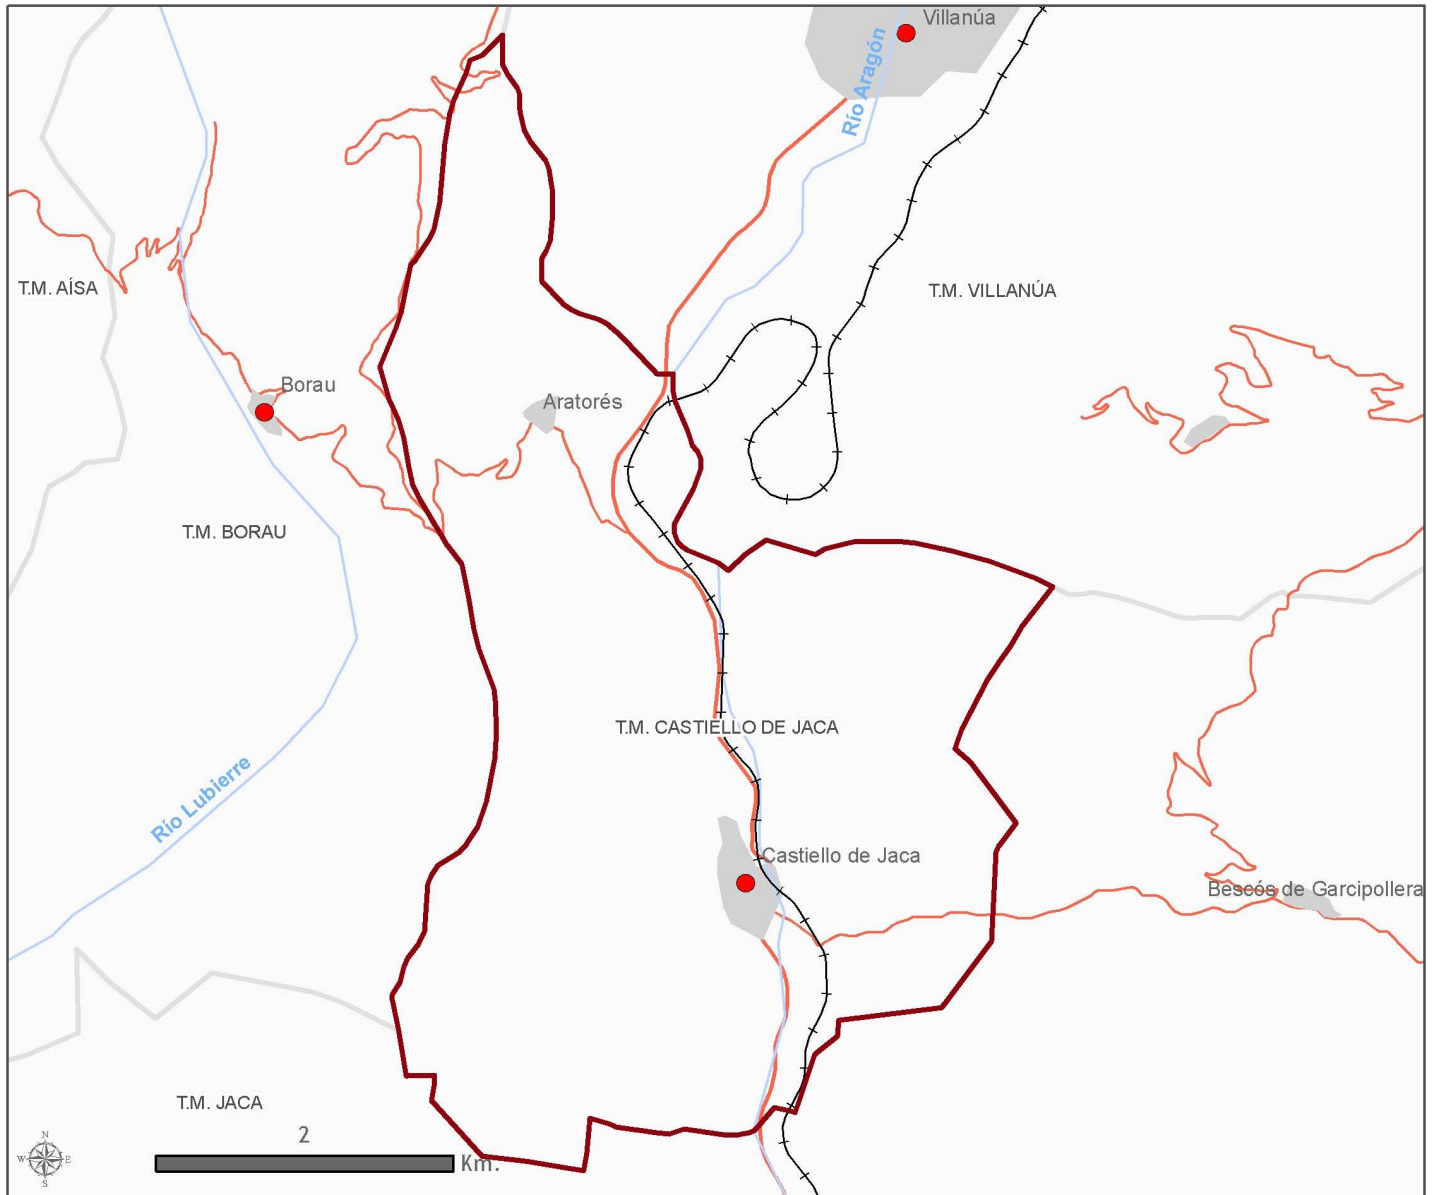 Villanúa
Río Aragón
T.M. AÍSA
T.M. VILLANÚA
Borau
Aratorés
T.M. BORAU
T.M. CASTIELLO DE JACA
Río Lubierre
Castiello de Jaca
Bescós de Garcipollera
T.M. JACA
2
Km.
N
W
E
S